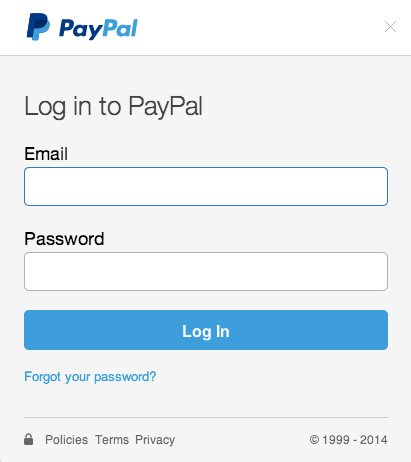 PayPal
Log in to PayPal
Email
Password
Log In
Forgot your password?
Policies Terms Privacy © 1999 - 2014